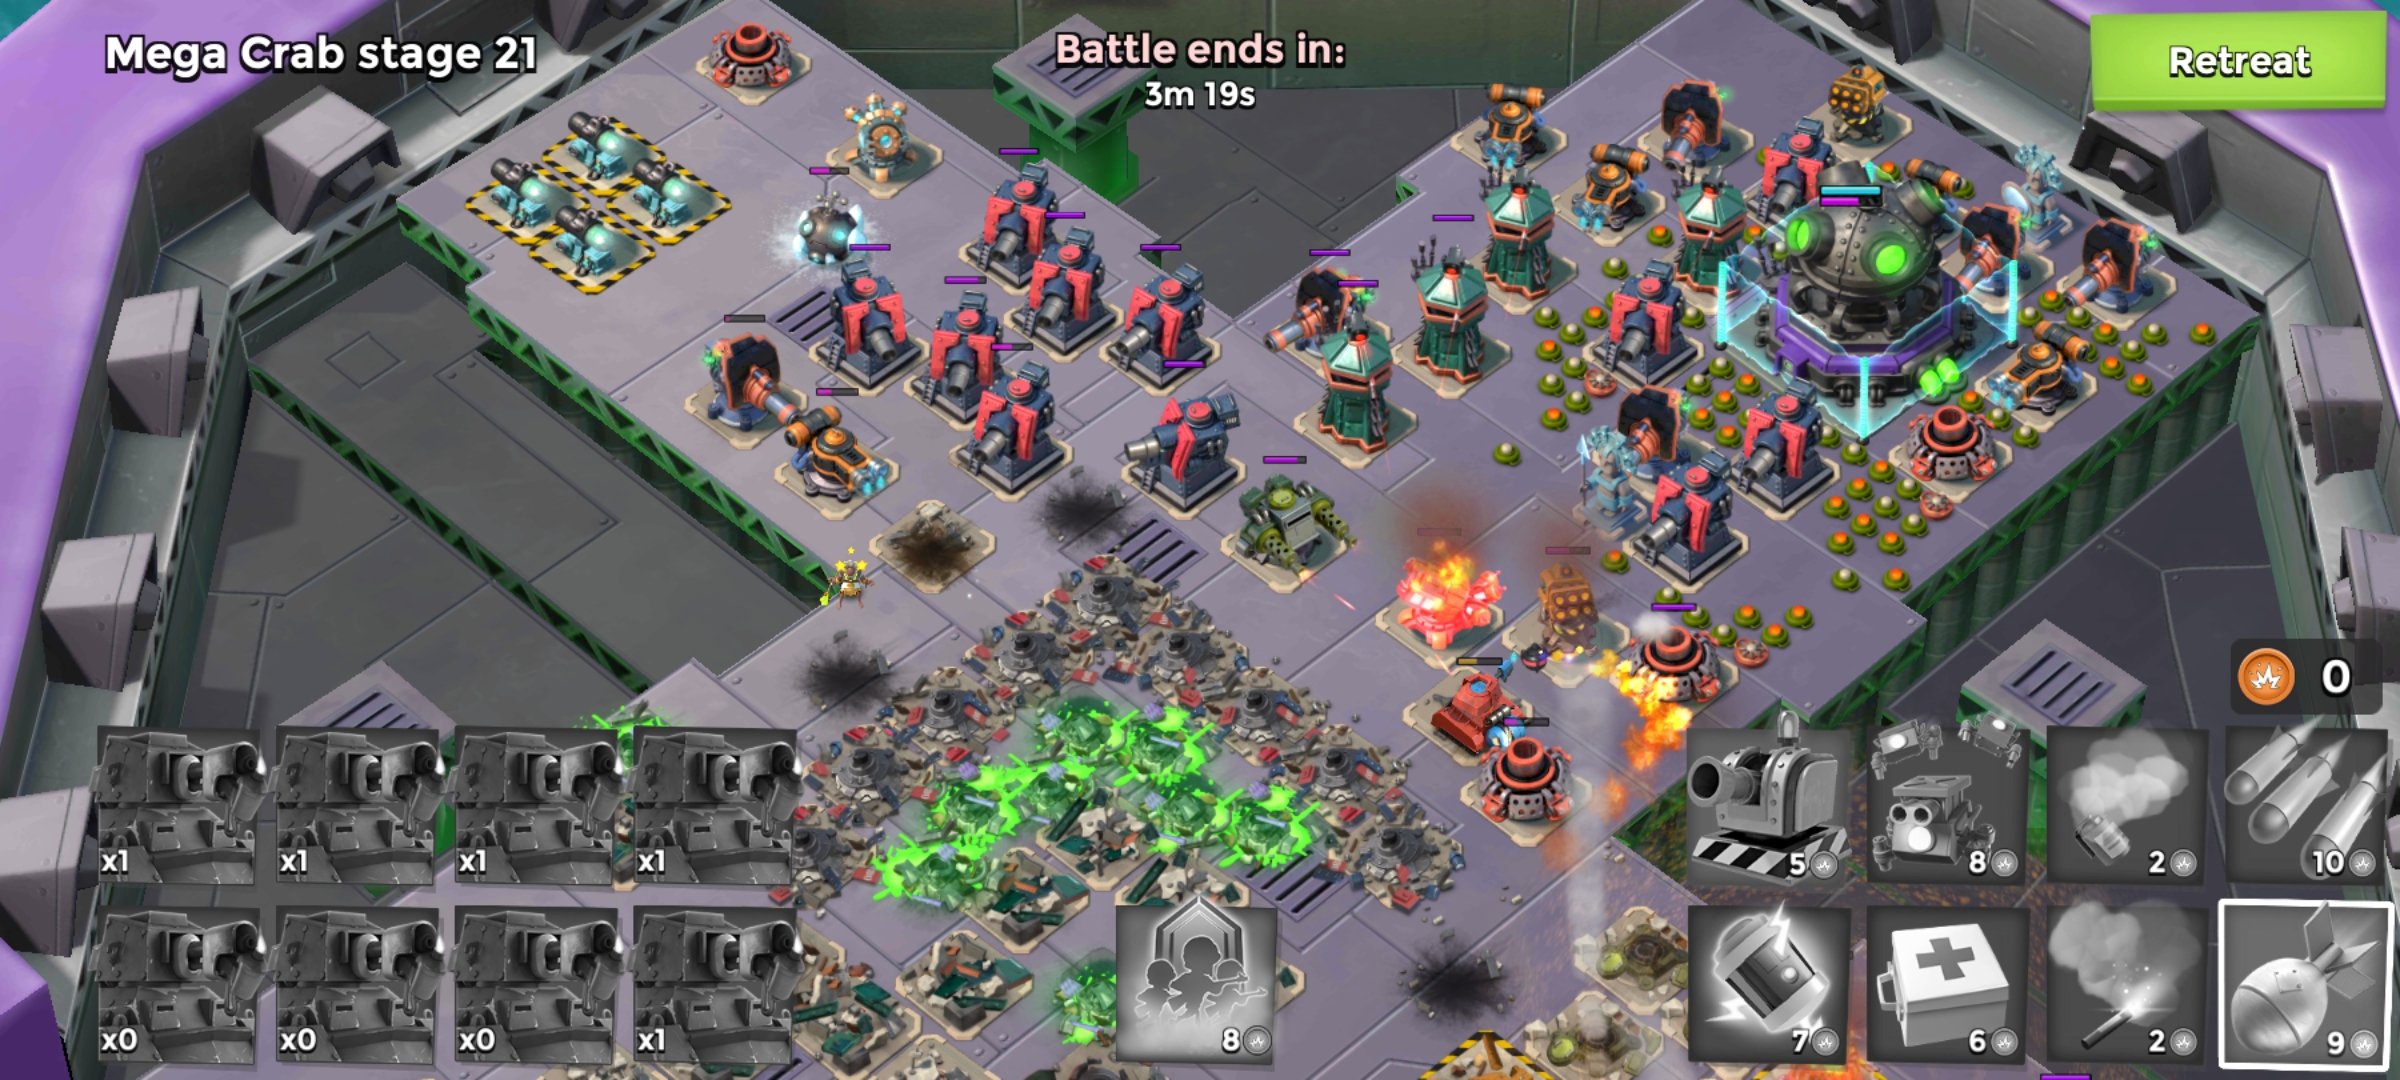 Mega Crab stage 21
Battle ends in:
3m 19s
Retreat
0
x1
x1
x1
x1
5
8
2
10
x0
x0
x0
x1
8
7
6
2
9